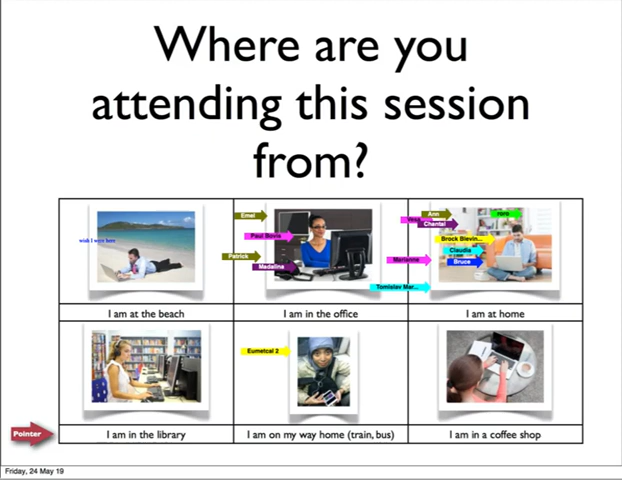 Where are you
attending this session
from?
wish I were here
Emel
Paul Bovis
Patrick
Madalina
Ann
Chantal
roro
Brock Blevin...
Claudia
Marianne
Bruce
Tomislav Mar...
I am at the beach
I am in the office
I am at home
Eumetcal 2
I am in the library
I am on my way home (train, bus)
I am in a coffee shop
Pointer
Friday, 24 May 19